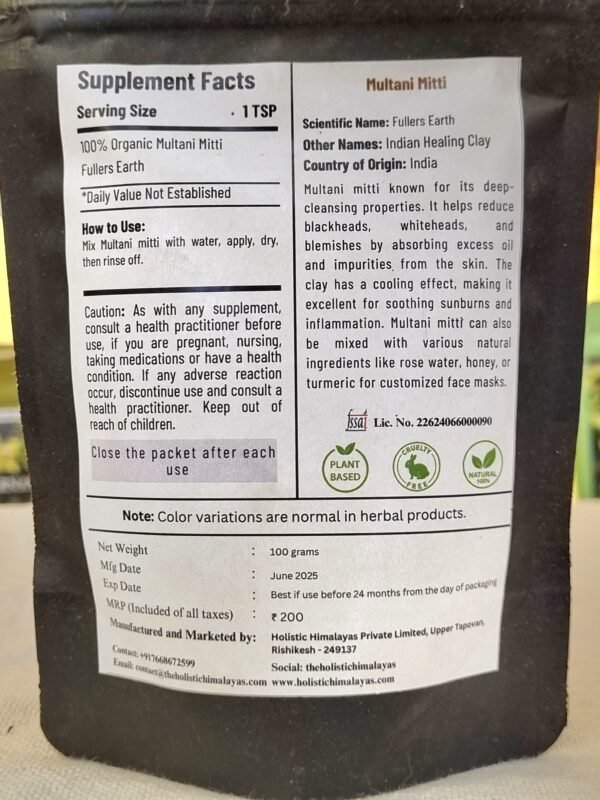 Supplement Facts
Serving Size · 1 TSP
100% Organic Multani Mitti
Fullers Earth
*Daily Value Not Established
How to Use:
Mix Multani mitti with water, apply, dry,
then rinse off.
Caution: As with any supplement,
consult a health practitioner before
use, if you are pregnant, nursing,
taking medications or have a health
condition. If any adverse reaction
occur, discontinue use and consult a
health practitioner. Keep out of
reach of children.
Close the packet after each
use
Multani Mitti
Scientific Name: Fullers Earth
Other Names: Indian Healing Clay
Country of Origin: India
Multani mitti known for its deep-
cleansing properties. It helps reduce
blackheads, whiteheads, and
blemishes by absorbing excess oil
and impurities from the skin. The
clay has a cooling effect, making it
excellent for soothing sunburns and
inflammation. Multani mitti can also
be mixed with various natural
ingredients like rose water, honey, or
turmeric for customized face masks.
fssai Lic. No. 22624066000090
PLANT
BASED
CRUELTY
FREE
NATURAL
100%
Note: Color variations are normal in herbal products.
Net Weight : 100 grams
Mfg Date : June 2025
Exp Date : Best if use before 24 months from the day of packaging
MRP (Included of all taxes) : ₹ 200
Manufactured and Marketed by: Holistic Himalayas Private Limited, Upper Tapovan,
Rishikesh - 249137
Contact: +917668672599
Social: theholistichimalayas
Email: contact@theholistichimalayas.com www.holistichimalayas.com